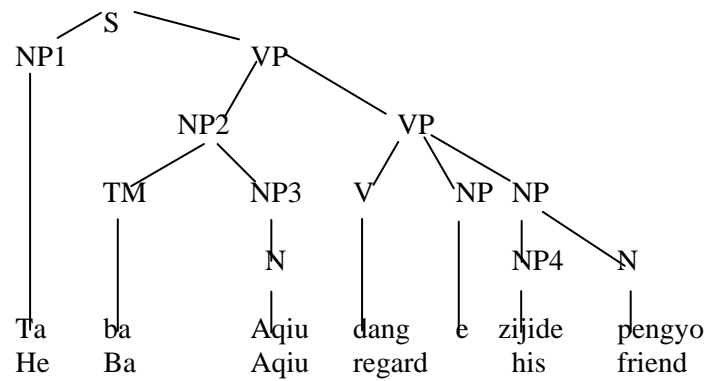 S
NP1 VP
NP2 VP
TM NP3 V NP NP
N NP4 N
Ta ba Aqiu dang e zijide pengyo
He Ba Aqiu regard his friend